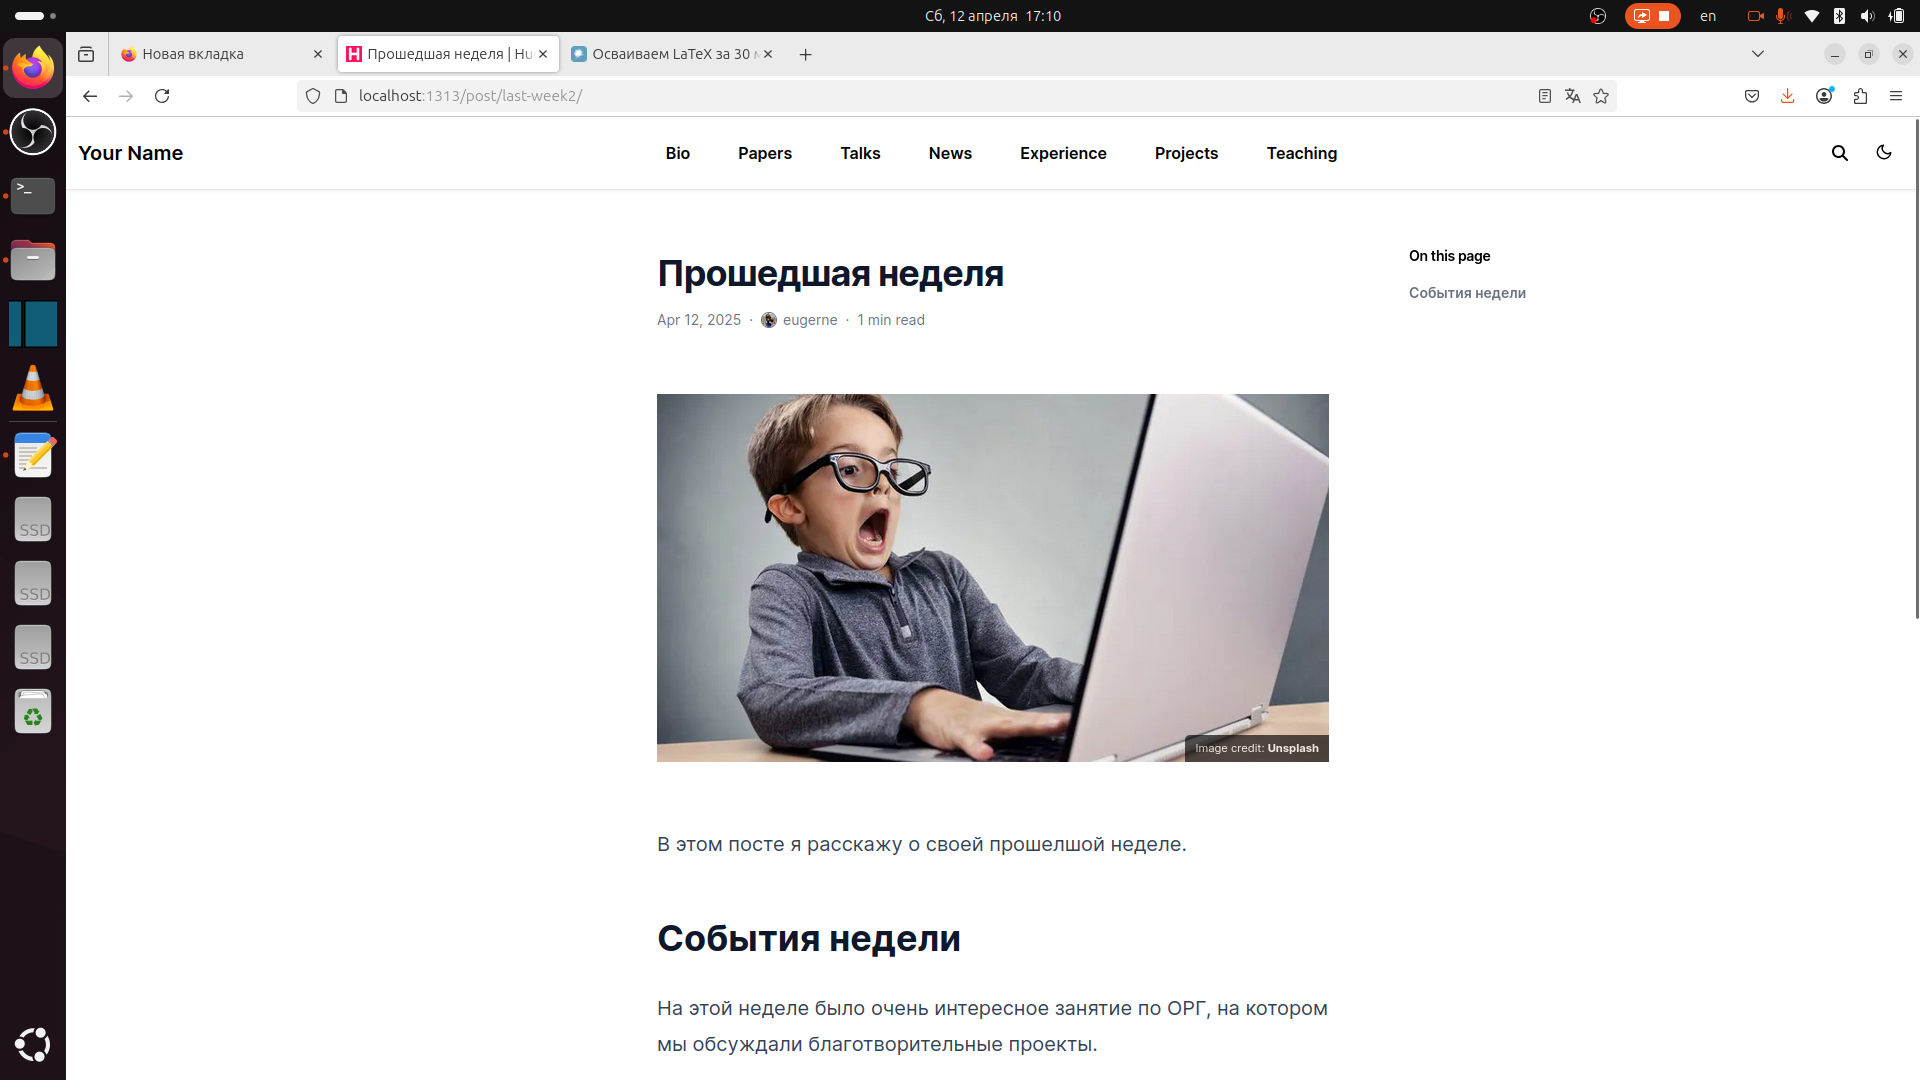 Сб, 12 апреля 17:10
en
Новая вкладка
Прошедшая неделя | Hu
Осваиваем LaTeX за 30
localhost:1313/post/last-week2/
Your Name
Bio
Papers
Talks
News
Experience
Projects
Teaching
Прошедшая неделя
Apr 12, 2025 · eugerne · 1 min read
On this page
События недели
Image credit: Unsplash
В этом посте я расскажу о своей прошелшой неделе.
События недели
На этой неделе было очень интересное занятие по ОРГ, на котором
мы обсуждали благотворительные проекты.
>_
SSD
SSD
SSD